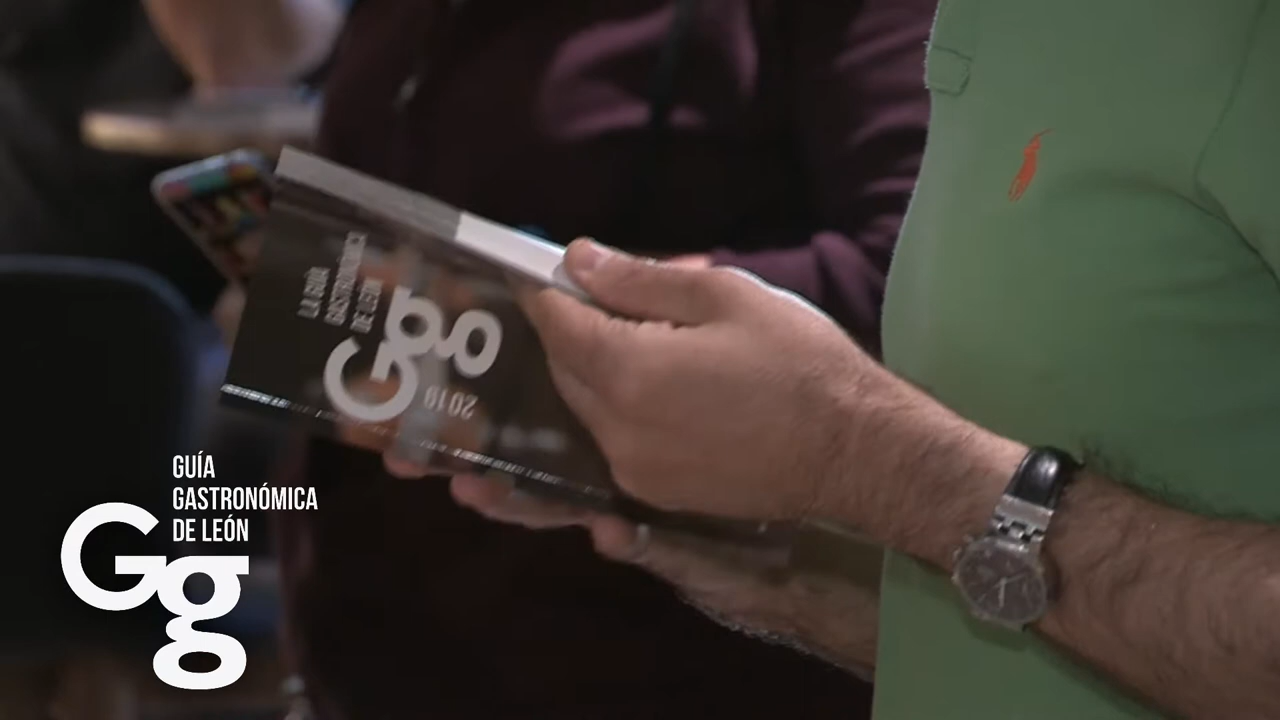 LA GUÍA
GASTRONÓMICA
DE LEÓN
Gg
2019
GUÍA
GASTRONÓMICA
DE LEÓN
Gg